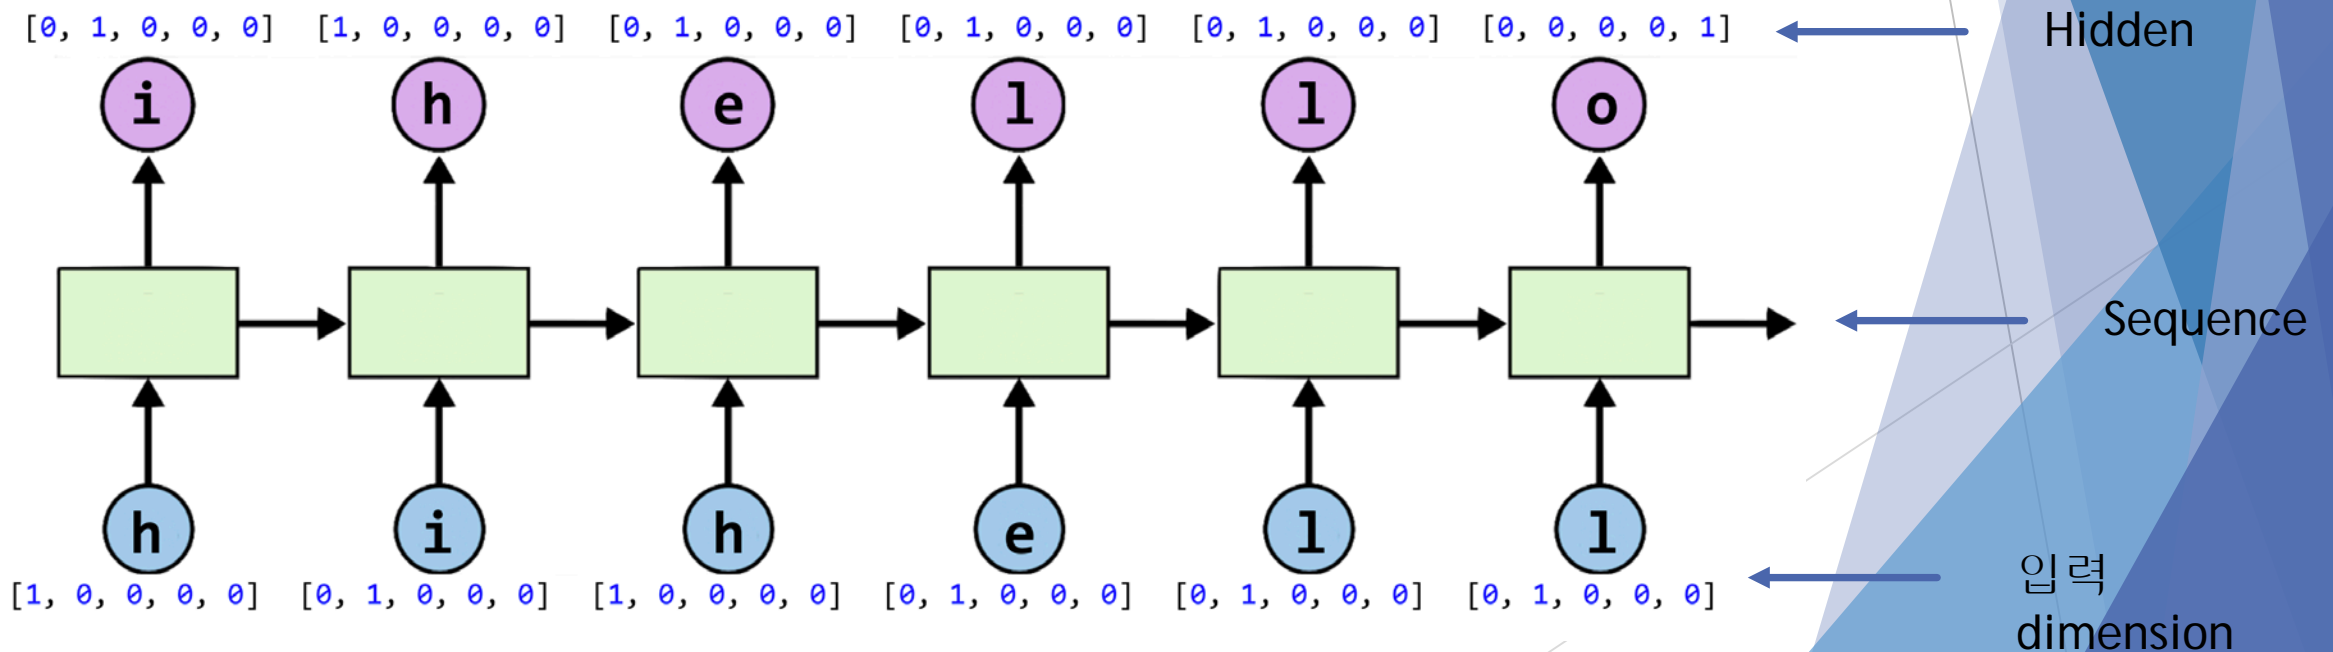 [0, 1, 0, 0, 0] [1, 0, 0, 0, 0] [0, 1, 0, 0, 0] [0, 1, 0, 0, 0] [0, 1, 0, 0, 0] [0, 0, 0, 0, 1] Hidden
i h e l l o
Sequence
h i h e l l
[1, 0, 0, 0, 0] [0, 1, 0, 0, 0] [1, 0, 0, 0, 0] [0, 1, 0, 0, 0] [0, 1, 0, 0, 0] [0, 1, 0, 0, 0] 입력
dimension